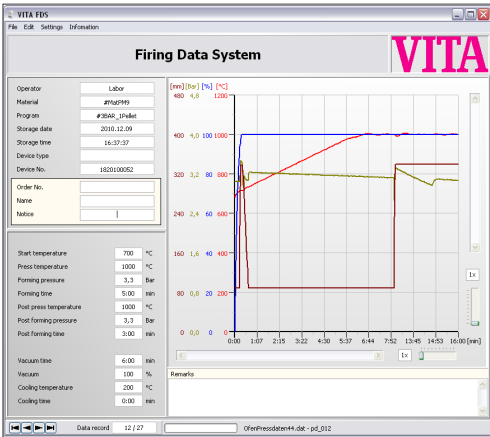 VITA FDS
File Edit Settings Infomation
Firing Data System
VITA
Operator Labor
Material #MatPM9
Program #3BAR_1Pellet
Storage date 2010.12.09
Storage time 16:37:37
Device type
Device No. 1820100052
Order No.
Name
Notice
Start temperature 700 °C
Press temperature 1000 °C
Forming pressure 3,3 Bar
Forming time 5:00 min
Post press temperature 1000 °C
Post forming pressure 3,3 Bar
Post forming time 3:00 min
Vacuum time 6:00 min
Vacuum 100 %
Cooling temperature 200 °C
Cooling time 0:00 min
[mm] [Bar] [%] [°C]
480 4,8 1200
400 4,0 100 1000
320 3,2 80 800
240 2,4 60 600
160 1,6 40 400
80 0,8 20 200
0 0,0 0 0
0:00 1:07 2:15 3:22 4:30 5:37 6:44 7:52 13:45 14:53 16:00 [min]
1x
1x
Remarks
Data record 12 / 27
OfenPressdaten44.dat - pd_012